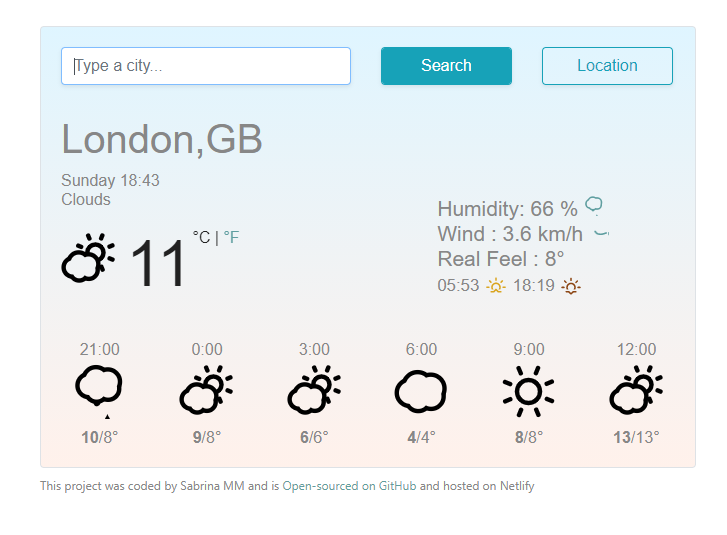 Type a city...
Search
Location
London,GB
Sunday 18:43
Clouds
11 °C | °F
Humidity: 66 %
Wind : 3.6 km/h
Real Feel : 8°
05:53 18:19
21:00 0:00 3:00 6:00 9:00 12:00
10/8° 9/8° 6/6° 4/4° 8/8° 13/13°
This project was coded by Sabrina MM and is Open-sourced on GitHub and hosted on Netlify